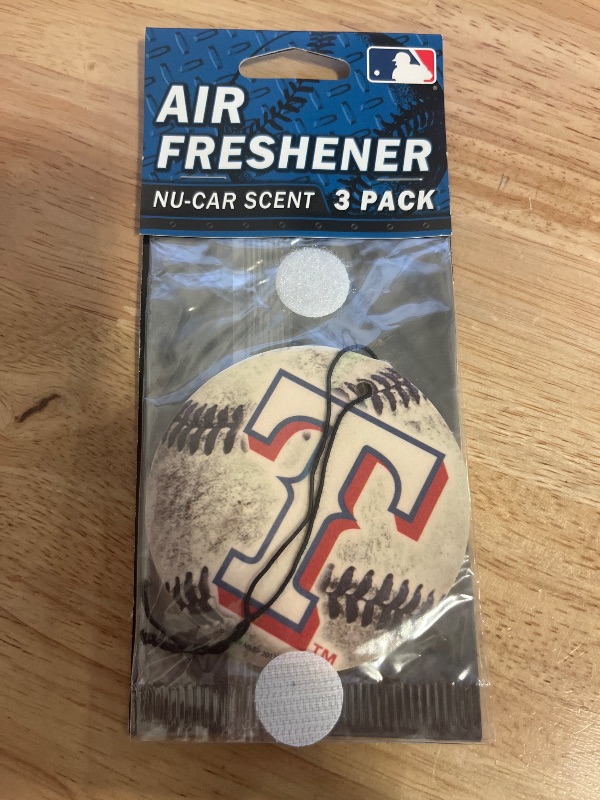 AIR
FRESHENER
NU-CAR SCENT 3 PACK
T
TM